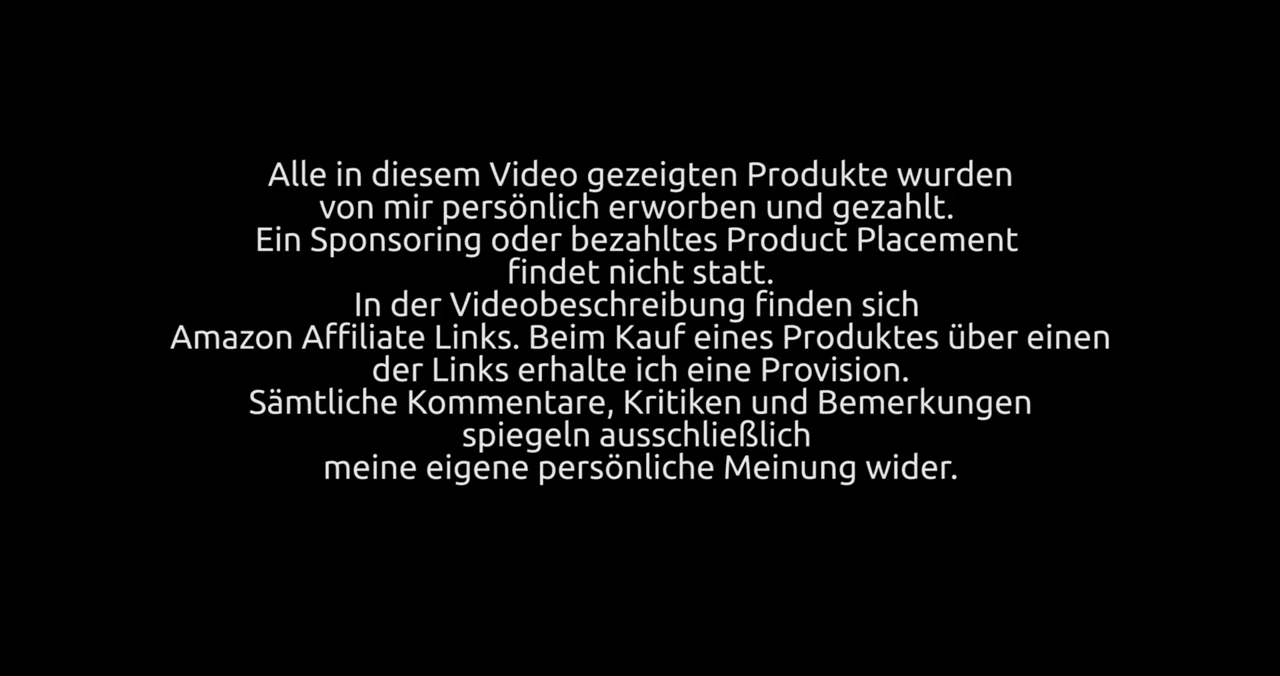 Alle in diesem Video gezeigten Produkte wurden
von mir persönlich erworben und gezahlt.
Ein Sponsoring oder bezahltes Product Placement
findet nicht statt.
In der Videobeschreibung finden sich
Amazon Affiliate Links. Beim Kauf eines Produktes über einen
der Links erhalte ich eine Provision.
Sämtliche Kommentare, Kritiken und Bemerkungen
spiegeln ausschließlich
meine eigene persönliche Meinung wider.